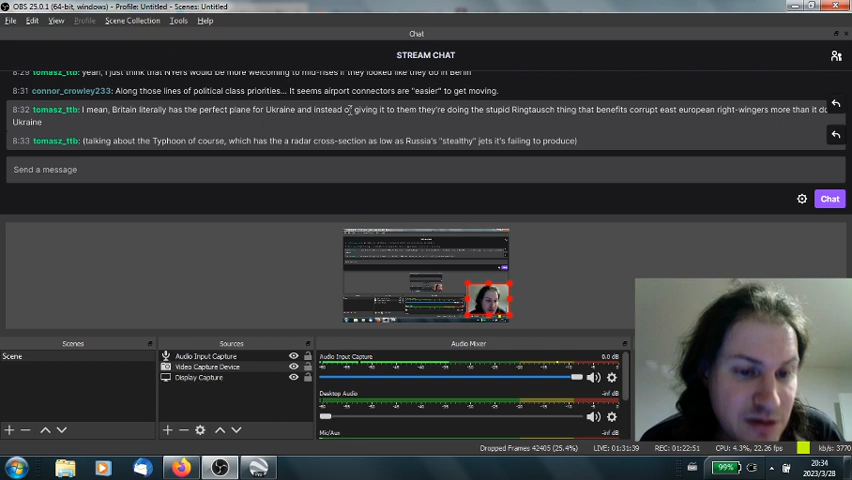 OBS 25.0.1 (64-bit, windows) - Profile: Untitled - Scenes: Untitled
File Edit View Profile Scene Collection Tools Help
Chat
STREAM CHAT
8:29 tomasz_ttb: yeah, I just think that NYers would be more welcoming to mid-rises if they looked like they do in Berlin
8:31 connor_crowley233: Along those lines of political class priorities... It seems airport connectors are "easier" to get moving.
8:32 tomasz_ttb: I mean, Britain literally has the perfect plane for Ukraine and instead of giving it to them they're doing the stupid Ringtausch thing that benefits corrupt east european right-wingers more than it do
Ukraine
8:33 tomasz_ttb: (talking about the Typhoon of course, which has the a radar cross-section as low as Russia's "stealthy" jets it's failing to produce)
Send a message
Chat
Scenes Sources Audio Mixer
Scene
Audio Input Capture
Video Capture Device
Display Capture
Audio Input Capture 0.0 dB
Desktop Audio -inf dB
Mic/Aux -inf dB
Dropped Frames 42405 (25.4%) LIVE: 01:31:39 REC: 01:22:51 CPU: 4.3%, 22.26 fps kb/s: 3770
99%
20:34
2023/3/28